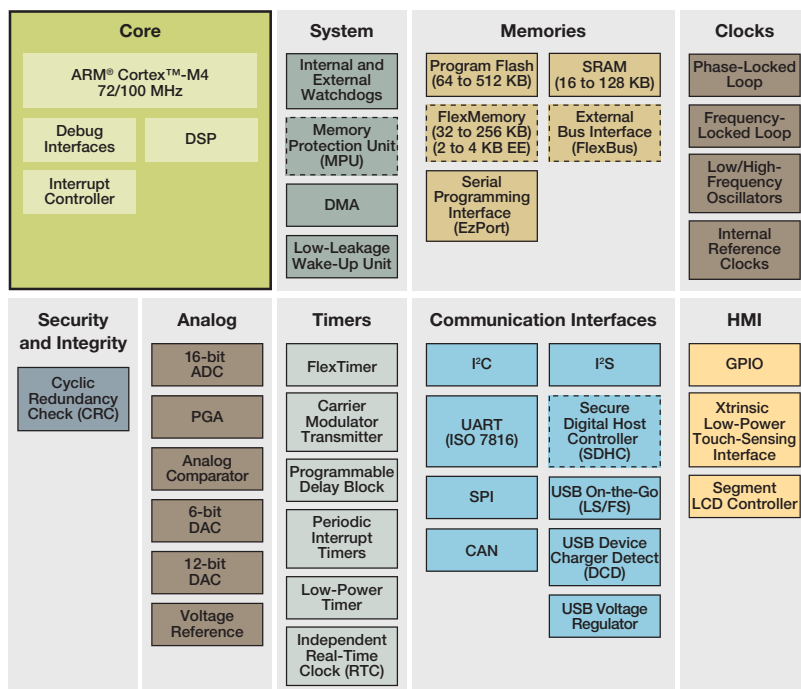 Core
ARM® Cortex™-M4
72/100 MHz
Debug
Interfaces
DSP
Interrupt
Controller
System
Internal and
External
Watchdogs
Memory
Protection Unit
(MPU)
DMA
Low-Leakage
Wake-Up Unit
Memories
Program Flash
(64 to 512 KB)
SRAM
(16 to 128 KB)
FlexMemory
(32 to 256 KB)
(2 to 4 KB EE)
External
Bus Interface
(FlexBus)
Serial
Programming
Interface
(EzPort)
Clocks
Phase-Locked
Loop
Frequency-
Locked Loop
Low/High-
Frequency
Oscillators
Internal
Reference
Clocks
Security
and Integrity
Cyclic
Redundancy
Check (CRC)
Analog
16-bit
ADC
PGA
Analog
Comparator
6-bit
DAC
12-bit
DAC
Voltage
Reference
Timers
FlexTimer
Carrier
Modulator
Transmitter
Programmable
Delay Block
Periodic
Interrupt
Timers
Low-Power
Timer
Independent
Real-Time
Clock (RTC)
Communication Interfaces
I²C
I²S
UART
(ISO 7816)
Secure
Digital Host
Controller
(SDHC)
SPI
USB On-the-Go
(LS/FS)
CAN
USB Device
Charger Detect
(DCD)
USB Voltage
Regulator
HMI
GPIO
Xtrinsic
Low-Power
Touch-Sensing
Interface
Segment
LCD Controller